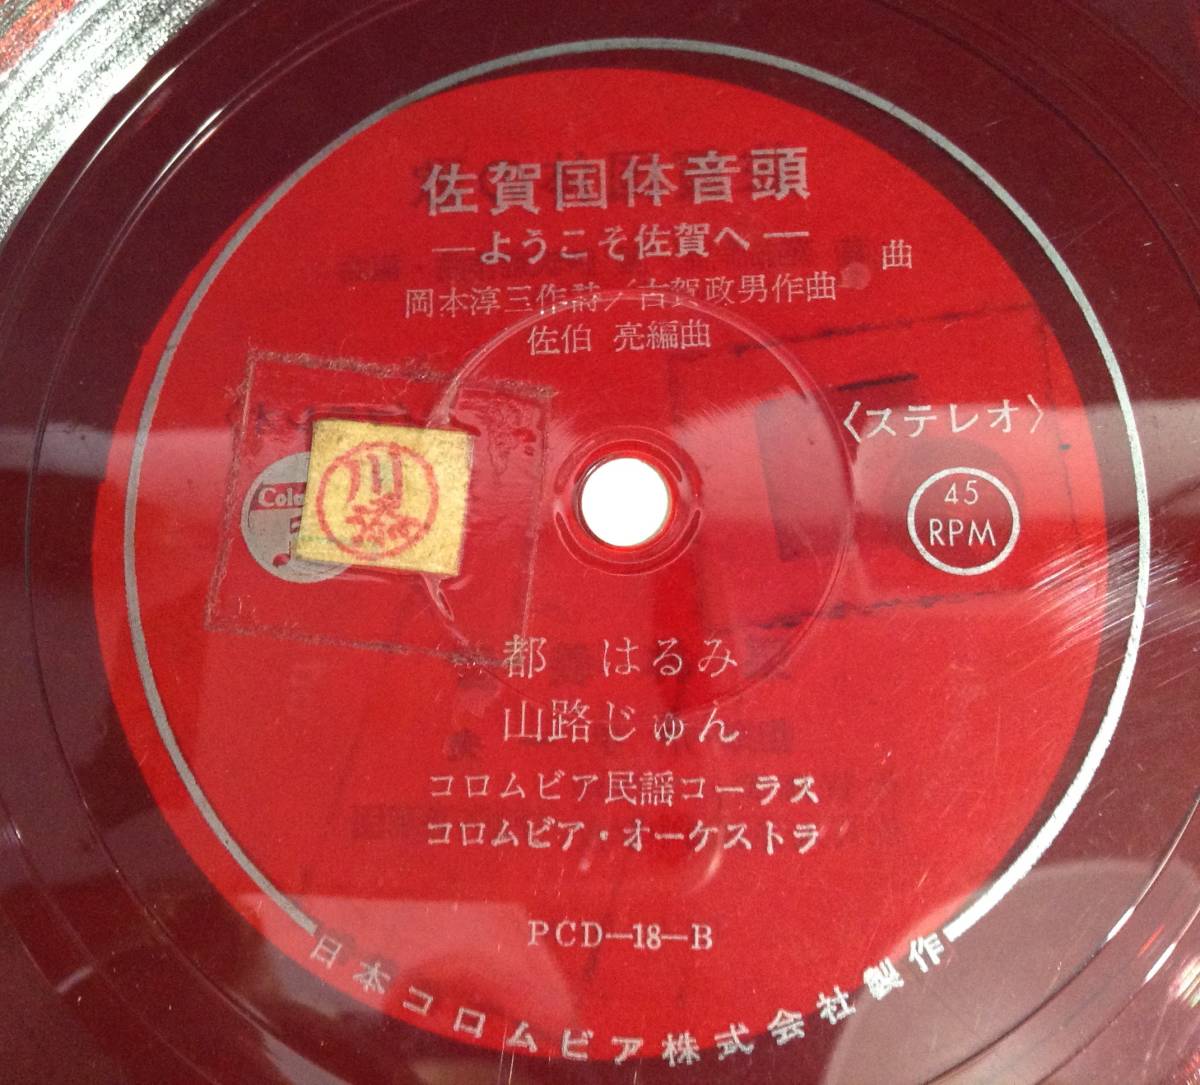 佐賀国体音頭
―ようこそ佐賀へ―
曲
岡本淳三作詩/古賀政男作曲
佐伯 亮編曲
〈ステレオ〉
45
RPM
川添
都 はるみ
山路じゅん
コロムビア民謡コーラス
コロムビア・オーケストラ
PCD-18-B
日本コロムビア株式会社製作